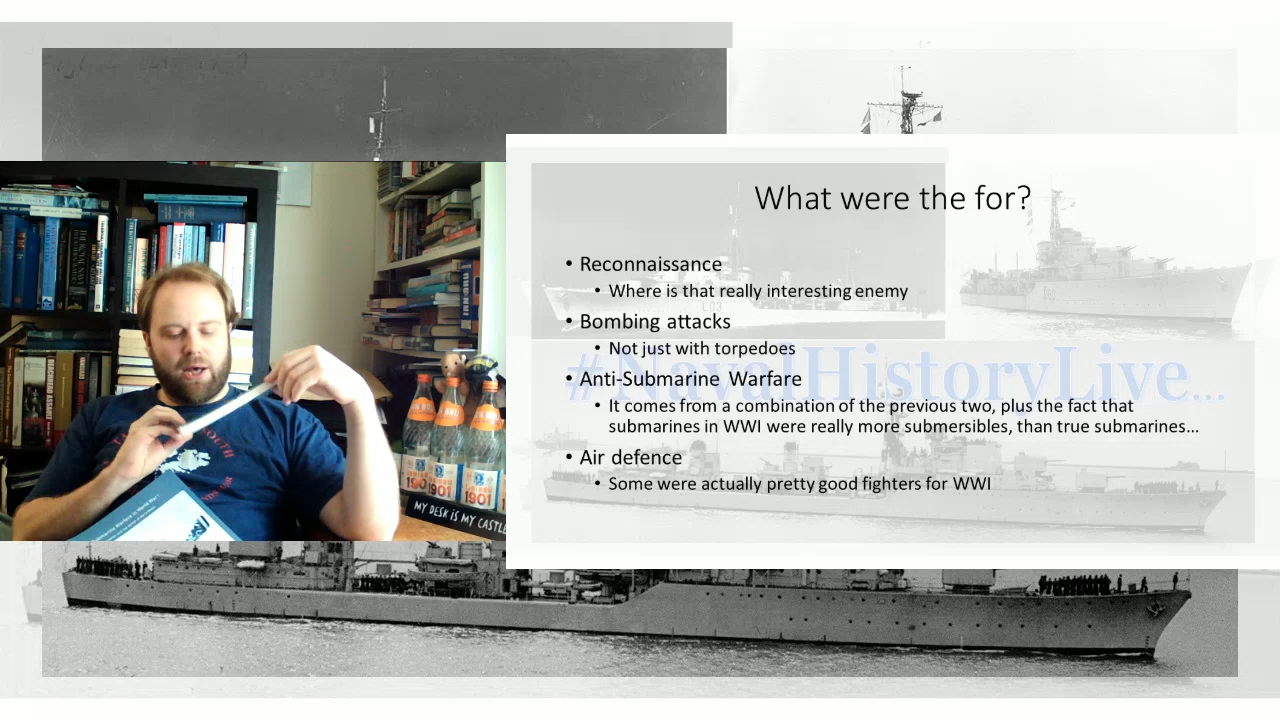 What were the for?
• Reconnaissance
• Where is that really interesting enemy
• Bombing attacks
• Not just with torpedoes
• Anti-Submarine Warfare
• It comes from a combination of the previous two, plus the fact that
submarines in WWI were really more submersibles, than true submarines...
• Air defence
• Some were actually pretty good fighters for WWI
#NavalHistoryLive...
1901
1901
MY DESK IS MY CASTLE